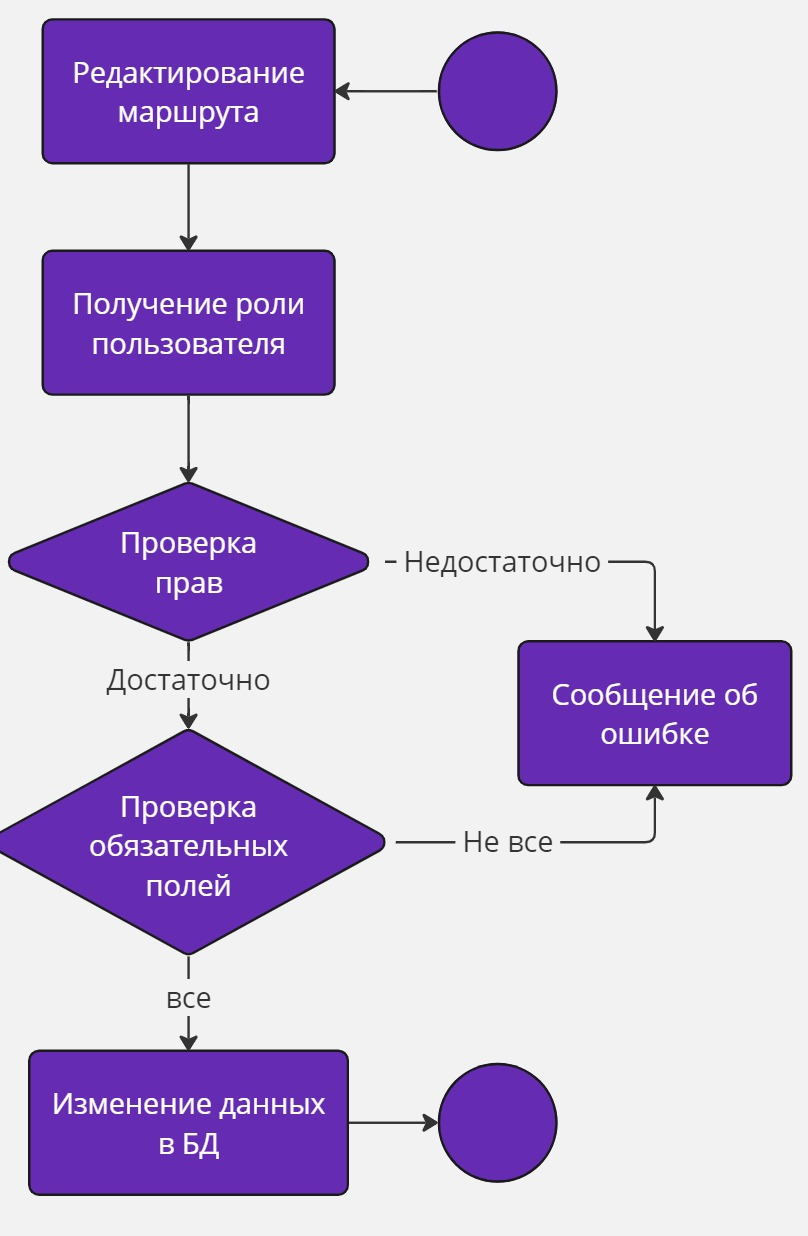 Редактирование
маршрута
Получение роли
пользователя
Проверка
прав
Недостаточно
Достаточно
Сообщение об
ошибке
Проверка
обязательных
полей
Не все
все
Изменение данных
в БД